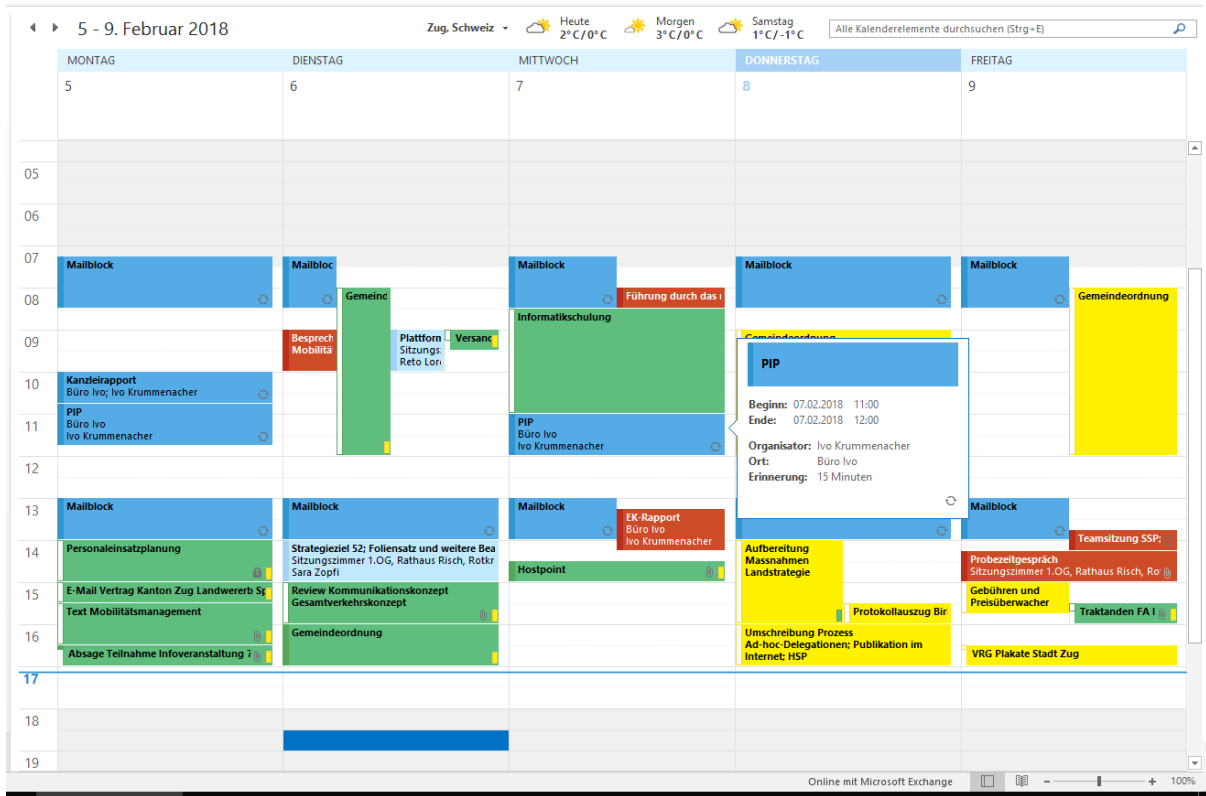 5 - 9. Februar 2018
Zug, Schweiz
Heute
2° C / 0° C
Morgen
3° C / 0° C
Samstag
1° C / -1° C
Alle Kalenderelemente durchsuchen (Strg+E)
MONTAG
DIENSTAG
MITTWOCH
DONNERSTAG
FREITAG
5
6
7
8
9
05
06
07
08
09
10
11
12
13
14
15
16
17
18
19
Mailblock
Kanzleirapport
Büro Ivo; Ivo Krummenacher
PIP
Büro Ivo
Ivo Krummenacher
Mailblock
Personaleinsatzplanung
E-Mail Vertrag Kanton Zug Landwererb Sp
Text Mobilitätsmanagement
Absage Teilnahme Infoveranstaltung 7
Mailbloc
Gemeind
Besprech
Mobilitä
Plattform
Sitzungs:
Reto Lor
Versand
Mailblock
Strategieziel 52; Foliensatz und weitere Bea
Sitzungszimmer 1.OG, Rathaus Risch, Rotkr
Sara Zopfi
Review Kommunikationskonzept
Gesamtverkehrskonzept
Gemeindeordnung
Mailblock
Führung durch das
Informatikschulung
PIP
Büro Ivo
Ivo Krummenacher
Mailblock
EK-Rapport
Büro Ivo
Ivo Krummenacher
Hostpoint
Mailblock
Gemeindeordnung
PIP
Beginn: 07.02.2018 11:00
Ende: 07.02.2018 12:00
Organisator: Ivo Krummenacher
Ort: Büro Ivo
Erinnerung: 15 Minuten
Aufbereitung
Massnahmen
Landstrategie
Protokollauszug Bir
Umschreibung Prozess
Ad-hoc-Delegationen; Publikation im
Internet; HSP
Mailblock
Gemeindeordnung
Mailblock
Teamsitzung SSP;
Probezeitgespräch
Sitzungszimmer 1.OG, Rathaus Risch, Ro
Gebühren und
Preisüberwacher
Traktanden FA I
VRG Plakate Stadt Zug
Online mit Microsoft Exchange
100%